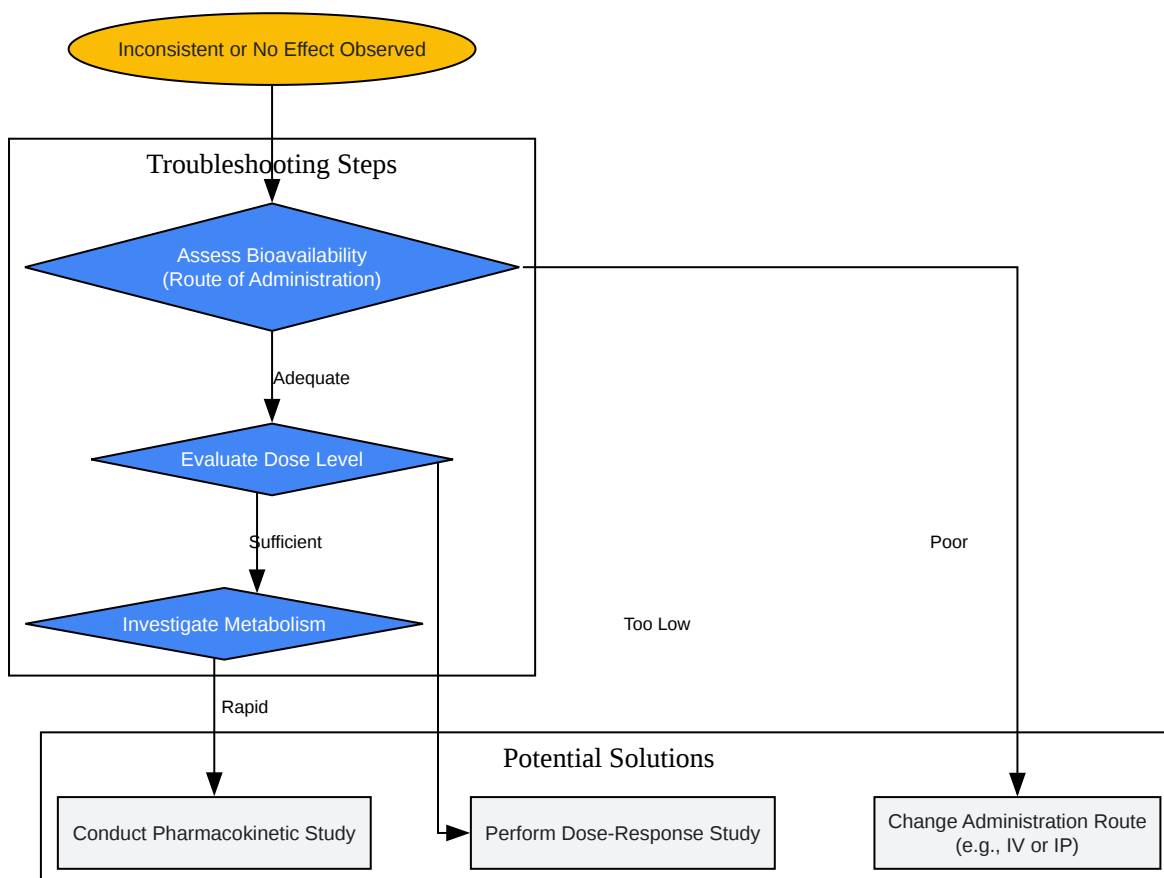 Inconsistent or No Effect Observed
Troubleshooting Steps
Assess Bioavailability
(Route of Administration)
Adequate
Evaluate Dose Level
Sufficient
Poor
Investigate Metabolism
Too Low
Rapid
Potential Solutions
Conduct Pharmacokinetic Study
Perform Dose-Response Study
Change Administration Route
(e.g., IV or IP)